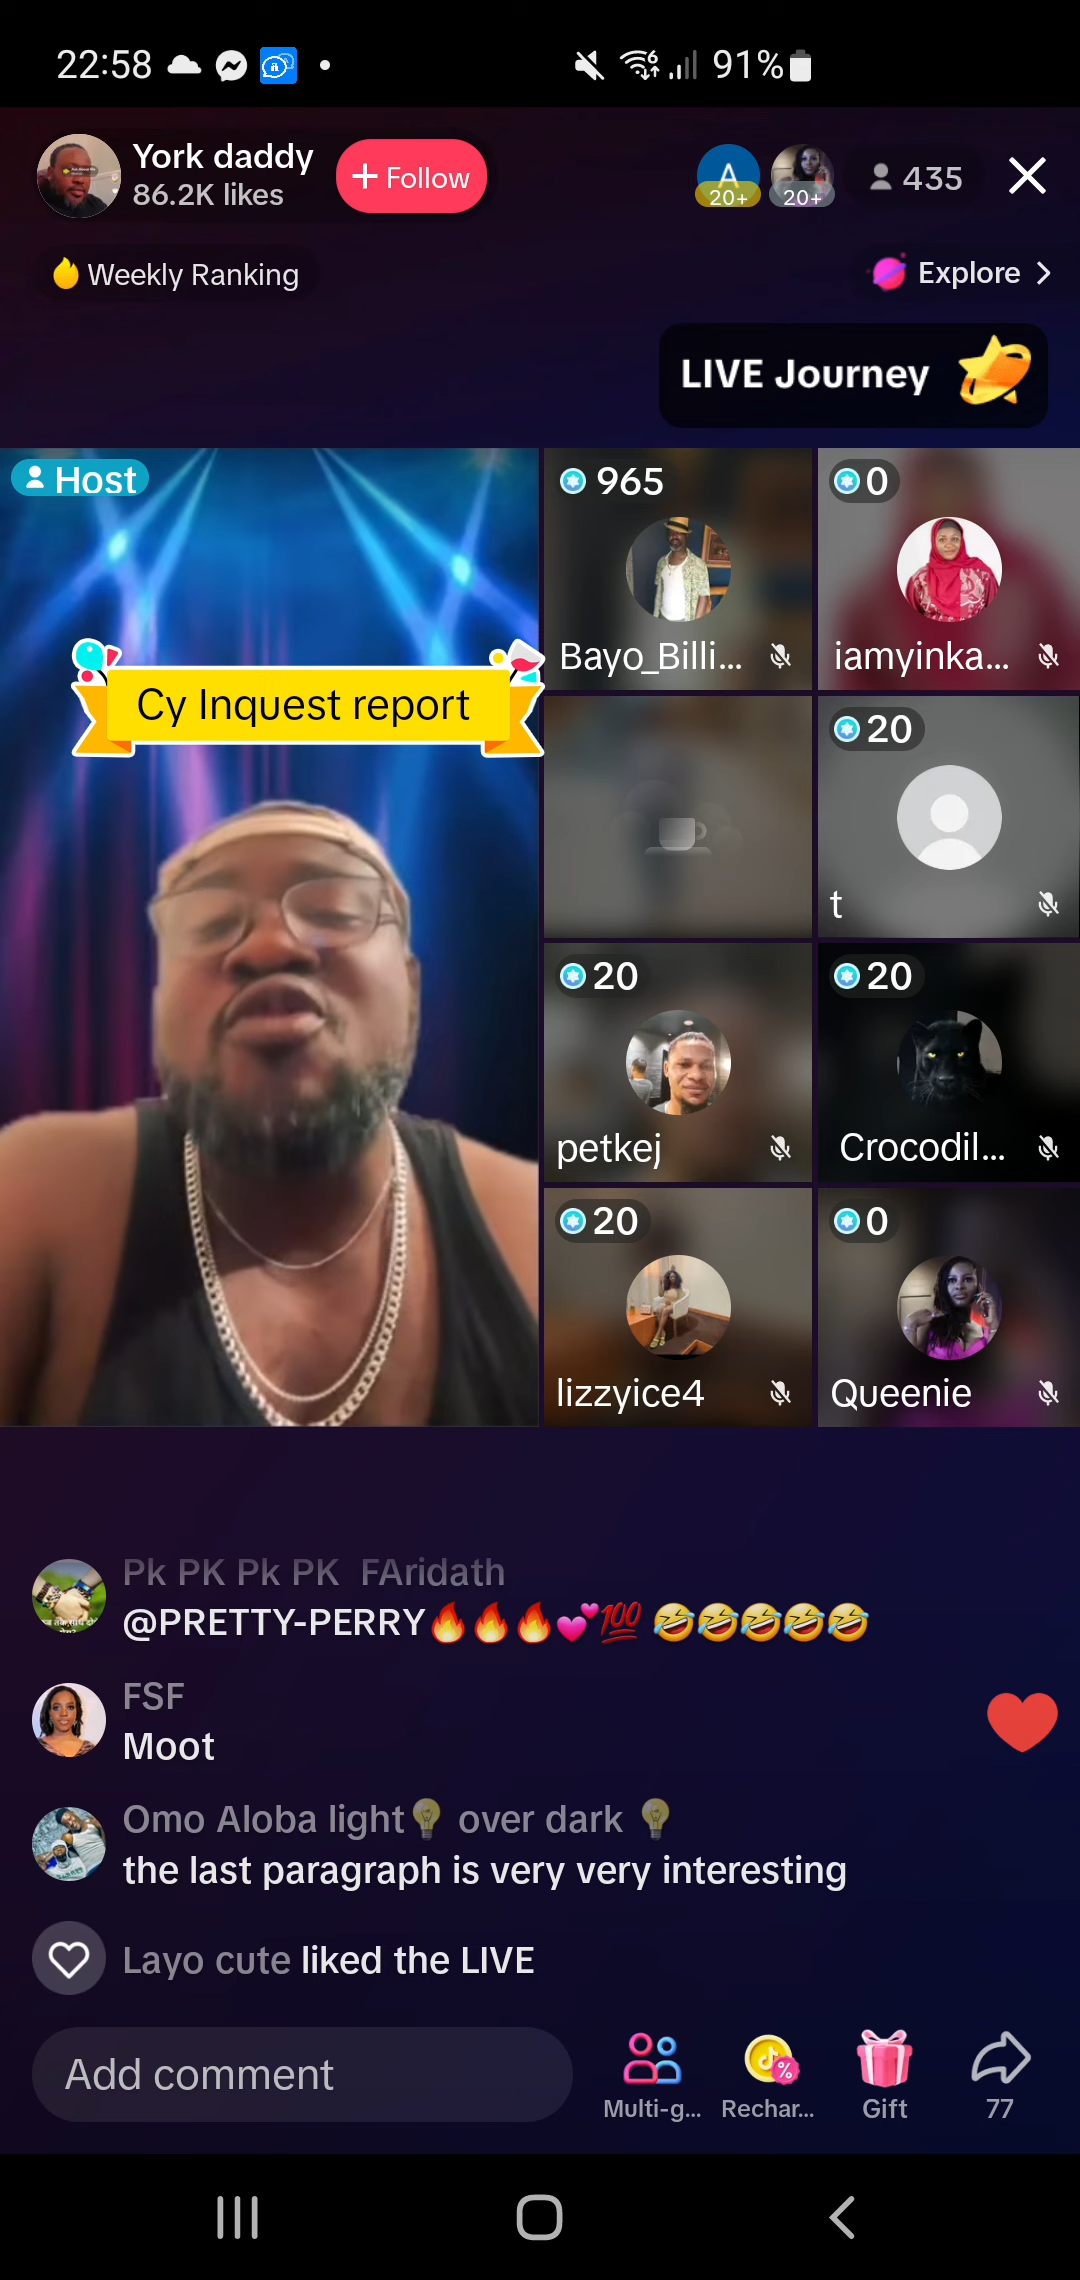 22:58
91%
York daddy
86.2K likes
+ Follow
A
20+
20+
435
Weekly Ranking
Explore >
LIVE Journey
Host
Cy Inquest report
965
Bayo_Billi...
0
iamyinka...
20
t
20
petkej
20
Crocodil...
20
lizzyice4
0
Queenie
Pk PK Pk PK FAridath
@PRETTY-PERRY🔥🔥🔥💕💯 🤣🤣🤣🤣🤣
FSF
Moot
Omo Aloba light💡 over dark 💡
the last paragraph is very very interesting
Layo cute liked the LIVE
Add comment
Multi-g...
Rechar...
Gift
77